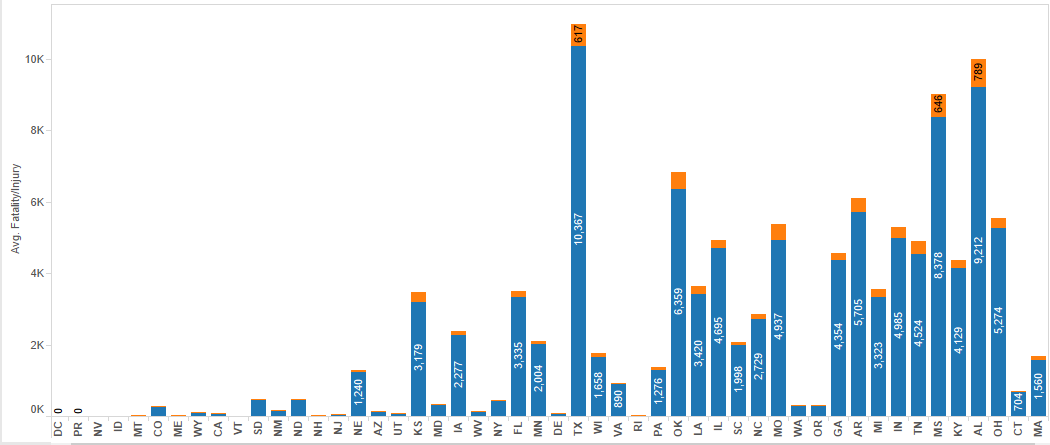 Avg. Fatality/Injury
10K
8K
6K
4K
2K
0K
0 0 1,240 3,179 2,277 3,335 2,004 617 10,367 1,658 890 1,276 6,359 3,420 4,695 1,998 2,729 4,937 4,354 5,705 3,323 4,985 4,524 646 8,378 4,129 789 9,212 5,274 704 1,560
DC PR NV ID MT CO ME WY CA VT SD NM ND NH NJ NE AZ UT KS MD IA WV NY FL MN DE TX WI VA RI PA OK LA IL SC NC MO WA OR GA AR MI IN TN MS KY AL OH CT MA